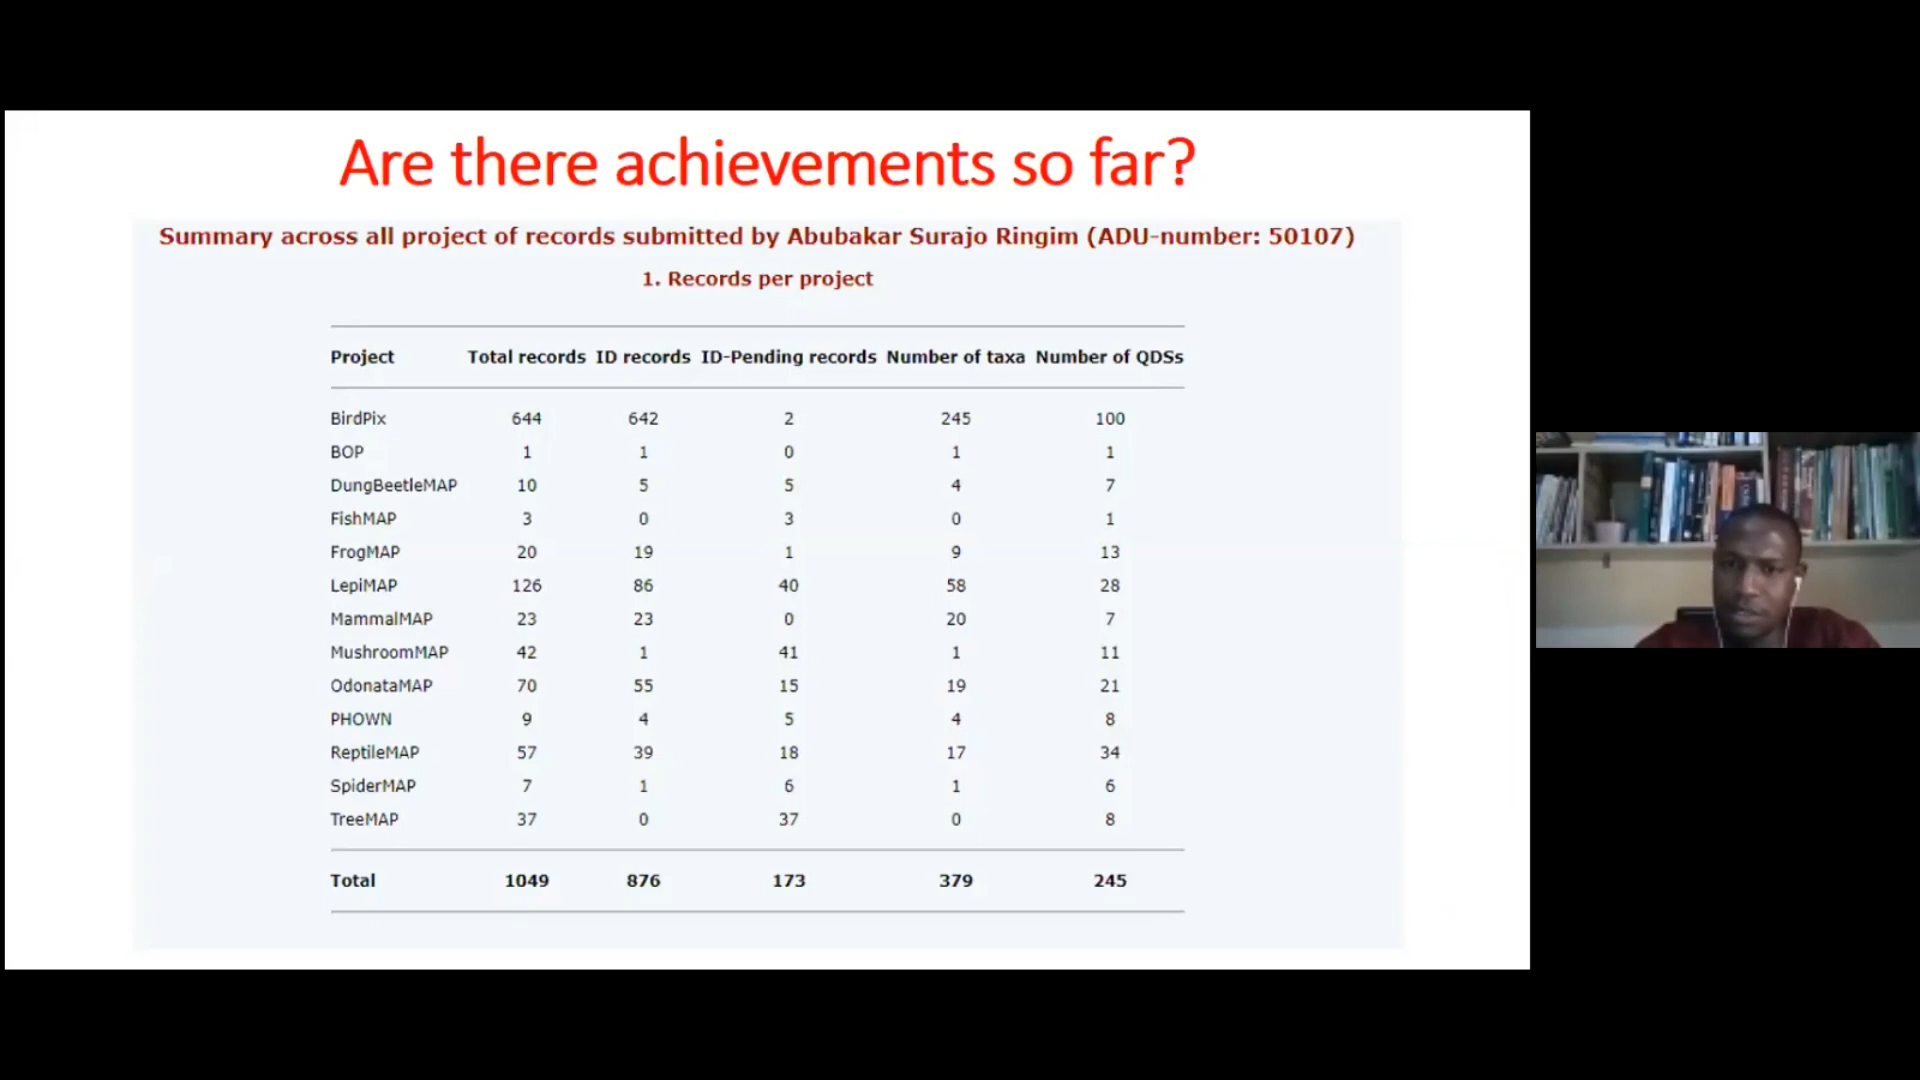 Are there achievements so far?
Summary across all project of records submitted by Abubakar Surajo Ringim (ADU-number: 50107)
1. Records per project
Project Total records ID records ID-Pending records Number of taxa Number of QDSs
BirdPix 644 642 2 245 100
BOP 1 1 0 1 1
DungBeetleMAP 10 5 5 4 7
FishMAP 3 0 3 0 1
FrogMAP 20 19 1 9 13
LepiMAP 126 86 40 58 28
MammalMAP 23 23 0 20 7
MushroomMAP 42 1 41 1 11
OdonataMAP 70 55 15 19 21
PHOWN 9 4 5 4 8
ReptileMAP 57 39 18 17 34
SpiderMAP 7 1 6 1 6
TreeMAP 37 0 37 0 8
Total 1049 876 173 379 245